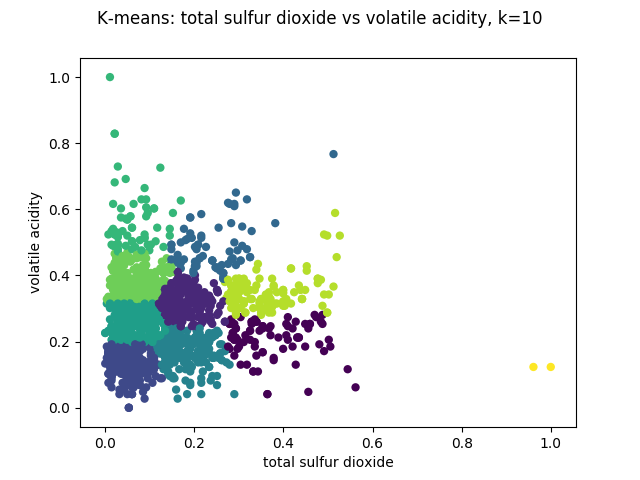 K-means: total sulfur dioxide vs volatile acidity, k=10
1.0
0.8
0.6
0.4
0.2
0.0
volatile acidity
0.0 0.2 0.4 0.6 0.8 1.0
total sulfur dioxide